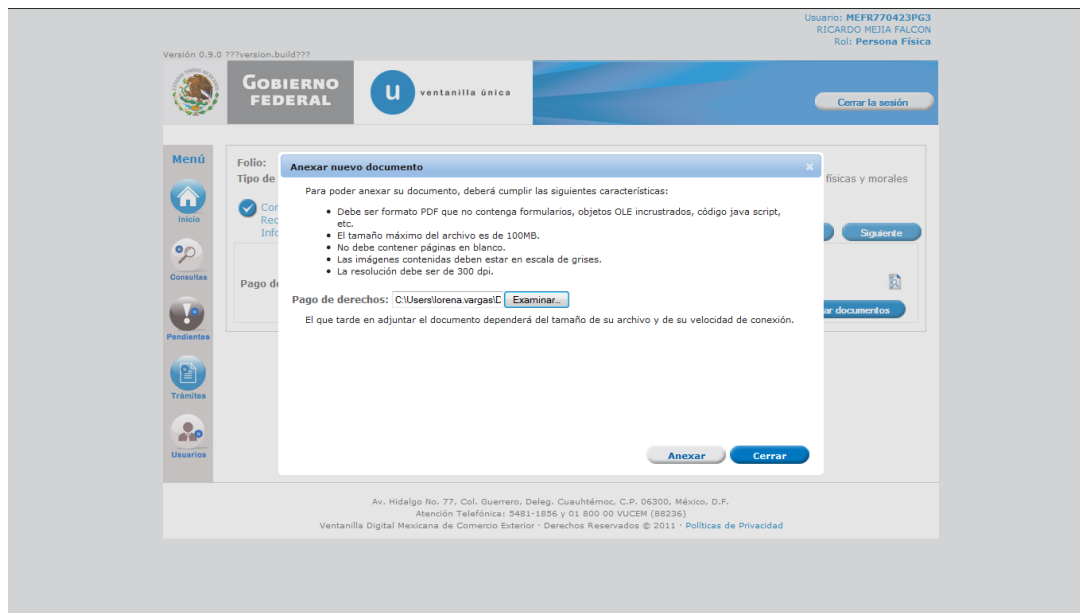 Usuario: MEFR770423PG3
RICARDO MEJIA FALCON
Rol: Persona Física
Versión 0.9.0 ???version.build???
GOBIERNO
FEDERAL
u
ventanilla única
Cerrar la sesión
Menú
Inicio
Consultas
Pendientes
Trámites
Usuarios
Folio:
Tipo de
físicas y morales
Siguiente
Pago de
ar documentos
Anexar nuevo documento
Para poder anexar su documento, deberá cumplir las siguientes características:
• Debe ser formato PDF que no contenga formularios, objetos OLE incrustados, código java script,
etc.
• El tamaño máximo del archivo es de 100MB.
• No debe contener páginas en blanco.
• Las imágenes contenidas deben estar en escala de grises.
• La resolución debe ser de 300 dpi.
Pago de derechos: C:\Users\lorena.vargas\D Examinar...
El que tarde en adjuntar el documento dependerá del tamaño de su archivo y de su velocidad de conexión.
Anexar
Cerrar
Av. Hidalgo No. 77, Col. Guerrero, Deleg. Cuauhtémoc, C.P. 06300, México, D.F.
Atención Telefónica: 5481-1856 y 01 800 00 VUCEM (88236)
Ventanilla Digital Mexicana de Comercio Exterior · Derechos Reservados © 2011 · Políticas de Privacidad